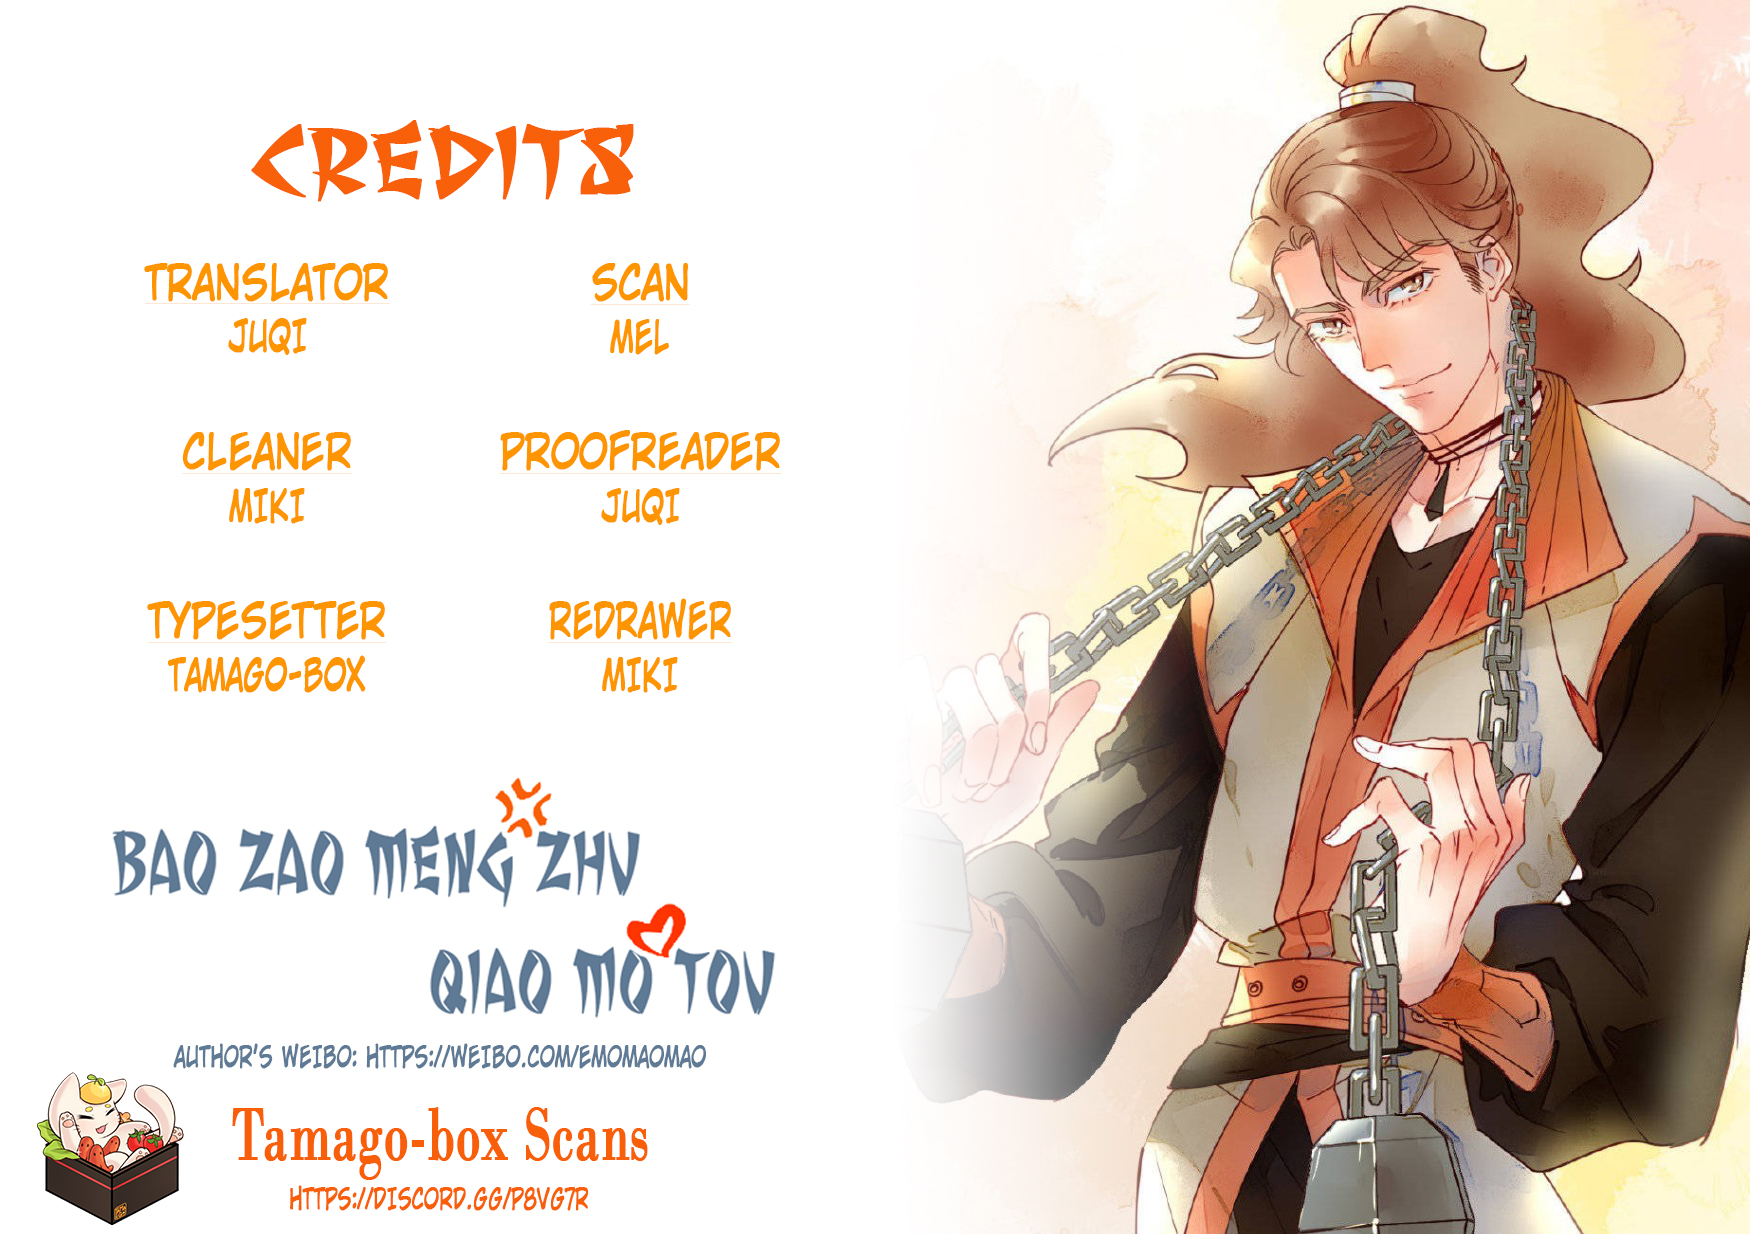 CREDITS
TRANSLATOR
JUQI
SCAN
MEL
CLEANER
MIKI
PROOFREADER
JUQI
TYPESETTER
TAMAGO-BOX
REDRAWER
MIKI
BAO ZAO MENG ZHU
QIAO MO TOU
AUTHOR'S WEIBO: HTTPS://WEIBO.COM/EMOMAOMAO
Tamago-box Scans
HTTPS://DISCORD.GG/P8VG7R